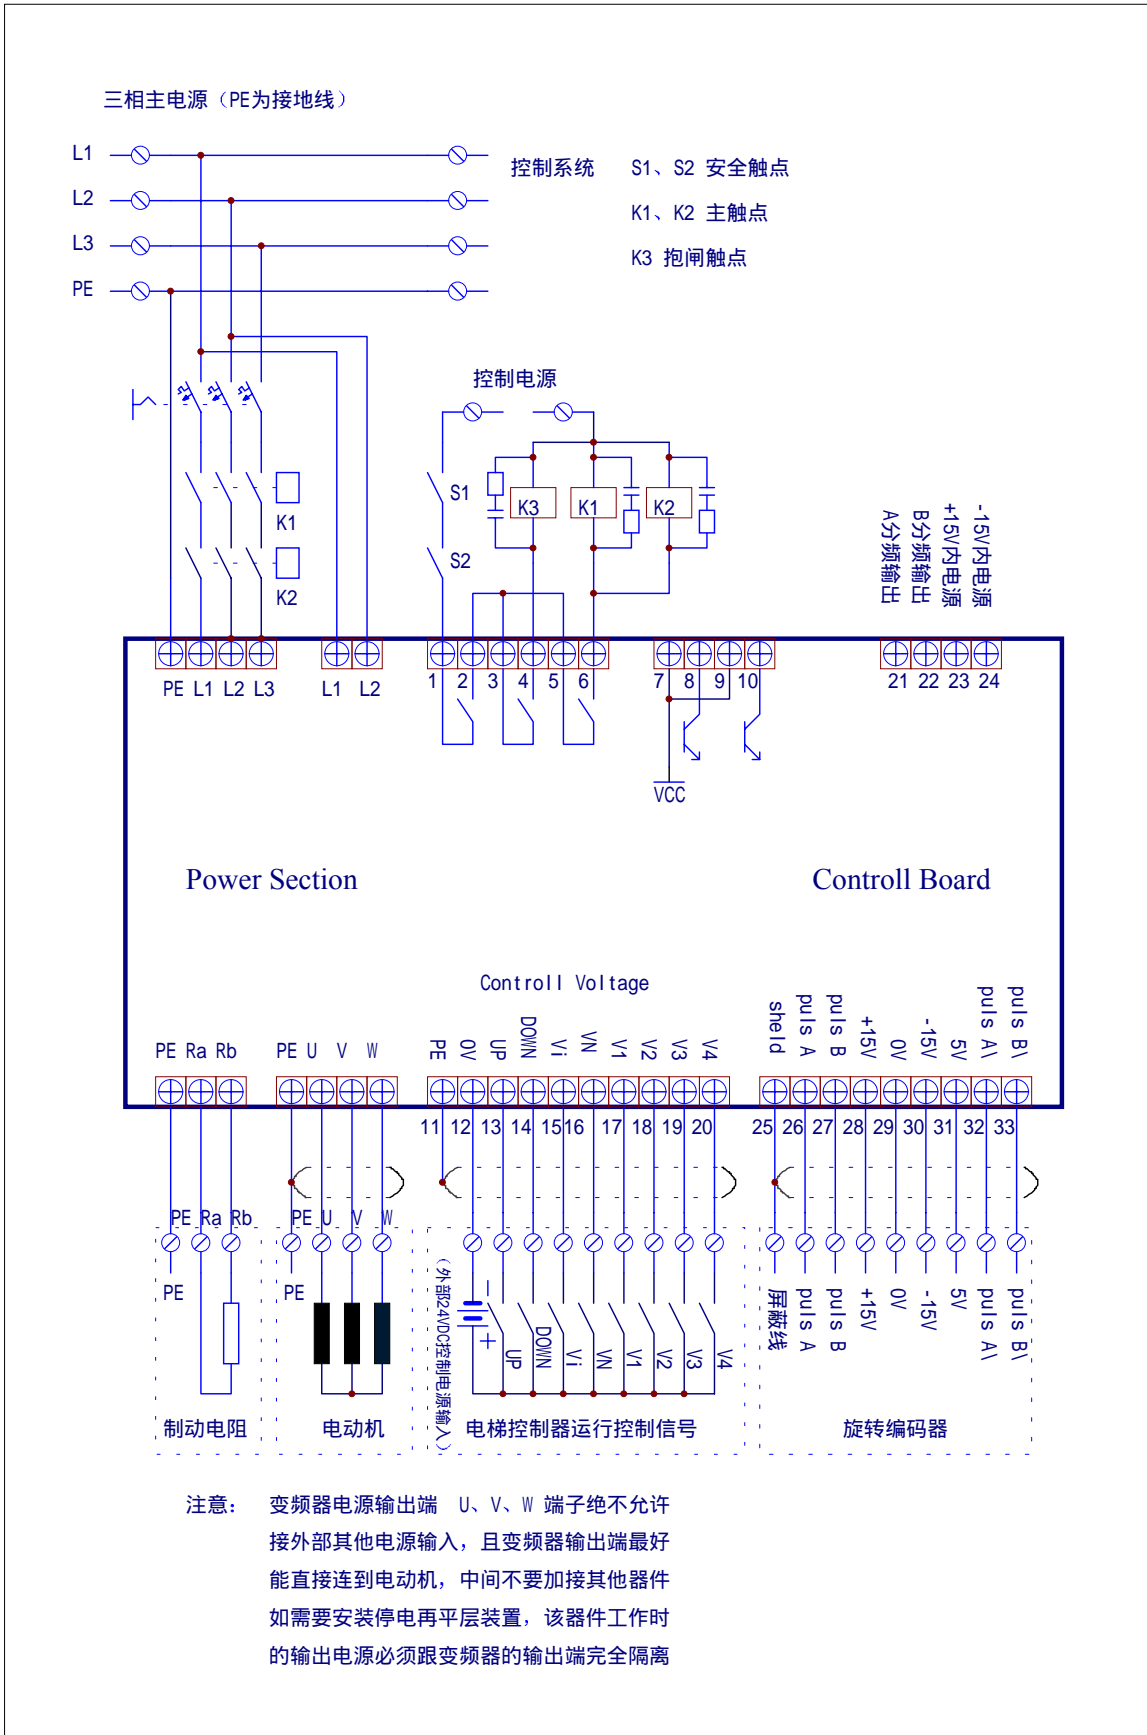 三相主电源（PE为接地线）
L1
L2
L3
PE
控制系统
S1、S2 安全触点
K1、K2 主触点
K3 抱闸触点
控制电源
S1
S2
K3
K1
K2
K1
K2
A分频输出
B分频输出
+15V内电源
-15V内电源
PE L1 L2 L3
L1 L2
1 2 3 4 5 6
7 8 9 10
21 22 23 24
VCC
Power Section
Controll Board
Controll Voltage
PE Ra Rb
PE U V W
PE 0V UP DOWN Vi VN V1 V2 V3 V4
sheld puls A puls B +15V 0V -15V 5V puls A\ puls B\
11 12 13 14 15 16 17 18 19 20
25 26 27 28 29 30 31 32 33
PE Ra Rb
PE U V W
PE
PE
（外部24VDC控制电源输入）
- +
UP DOWN Vi VN V1 V2 V3 V4
屏蔽线 puls A puls B +15V 0V -15V 5V puls A\ puls B\
制动电阻
电动机
电梯控制器运行控制信号
旋转编码器
注意： 变频器电源输出端 U、V、W 端子绝不允许
接外部其他电源输入，且变频器输出端最好
能直接连到电动机，中间不要加接其他器件
如需要安装停电再平层装置，该器件工作时
的输出电源必须跟变频器的输出端完全隔离